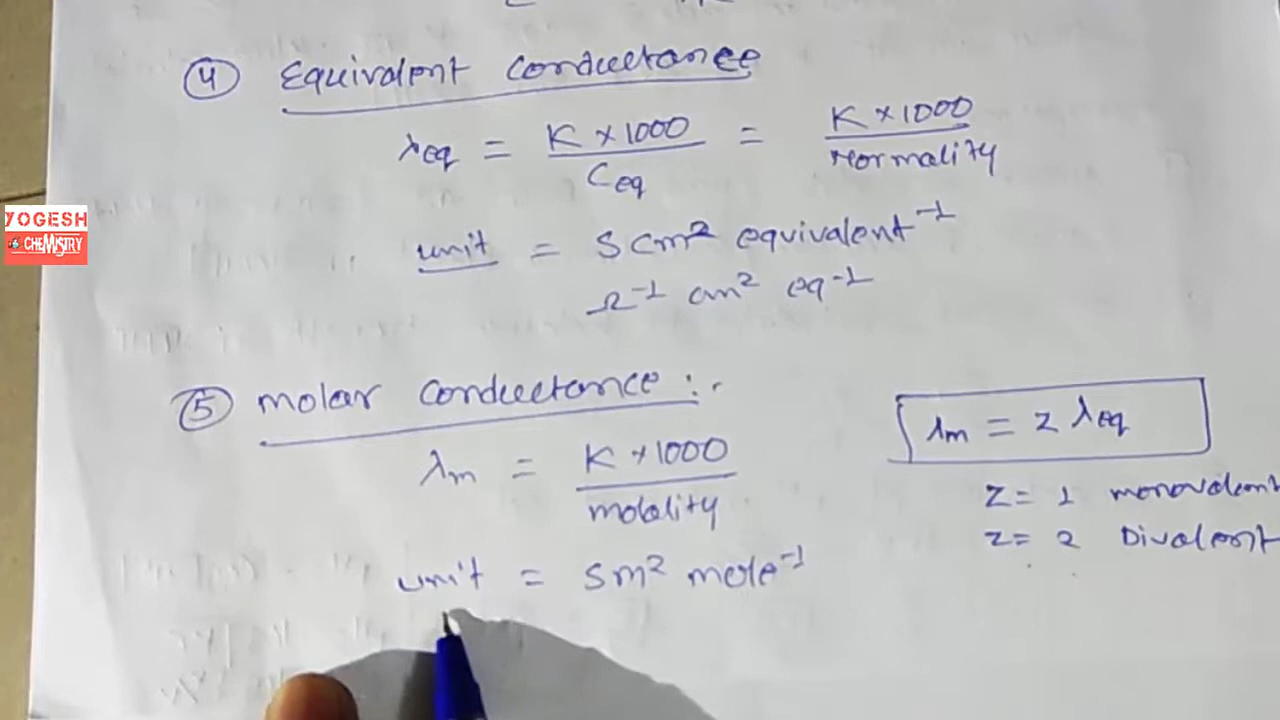 ④ Equivalent conductance
λeq = K × 1000 / Ceq = K × 1000 / Normality
unit = S cm² equivalent⁻¹
Ω⁻¹ cm² eq⁻¹
YOGESH
CHEMISTRY
⑤ Molar conductance :-
λm = K × 1000 / molality
λm = z λeq
z = 1 monovalent
z = 2 Divalent
unit = S m² mole⁻¹